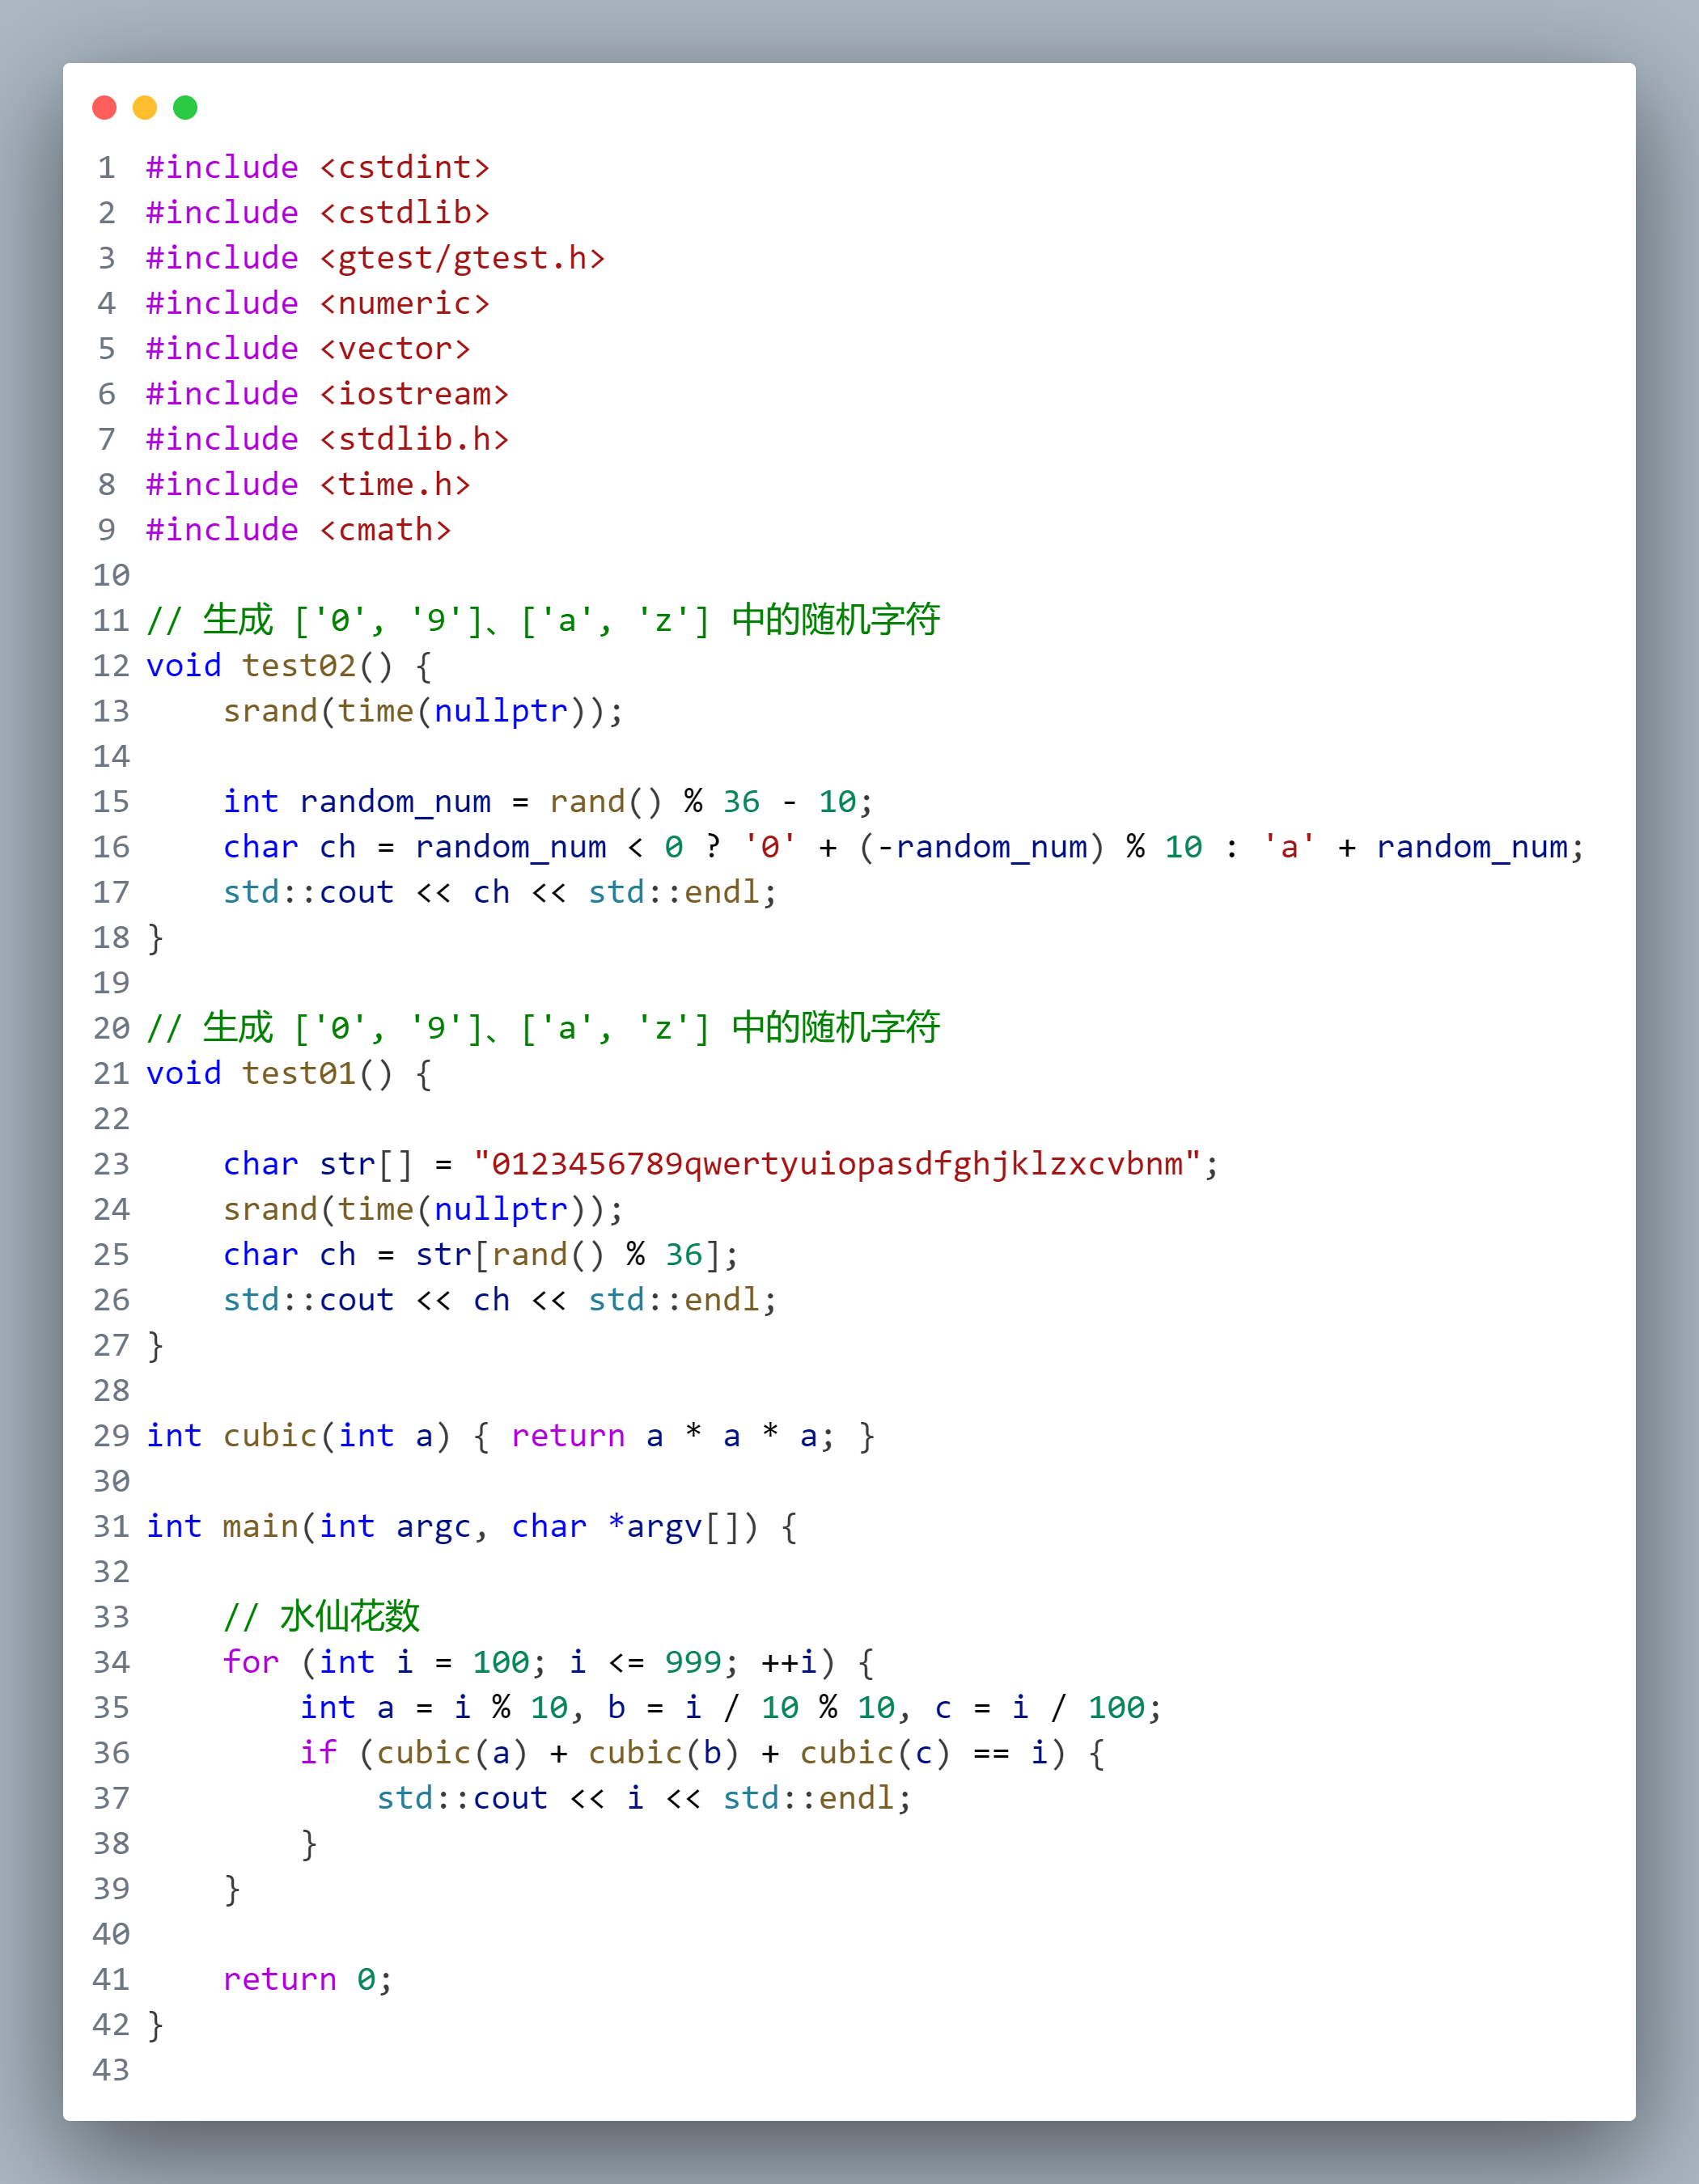 1 #include <cstdint>
2 #include <cstdlib>
3 #include <gtest/gtest.h>
4 #include <numeric>
5 #include <vector>
6 #include <iostream>
7 #include <stdlib.h>
8 #include <time.h>
9 #include <cmath>
10
11 // 生成 ['0', '9']、['a', 'z'] 中的随机字符
12 void test02() {
13     srand(time(nullptr));
14
15     int random_num = rand() % 36 - 10;
16     char ch = random_num < 0 ? '0' + (-random_num) % 10 : 'a' + random_num;
17     std::cout << ch << std::endl;
18 }
19
20 // 生成 ['0', '9']、['a', 'z'] 中的随机字符
21 void test01() {
22
23     char str[] = "0123456789qwertyuiopasdfghjklzxcvbnm";
24     srand(time(nullptr));
25     char ch = str[rand() % 36];
26     std::cout << ch << std::endl;
27 }
28
29 int cubic(int a) { return a * a * a; }
30
31 int main(int argc, char *argv[]) {
32
33     // 水仙花数
34     for (int i = 100; i <= 999; ++i) {
35         int a = i % 10, b = i / 10 % 10, c = i / 100;
36         if (cubic(a) + cubic(b) + cubic(c) == i) {
37             std::cout << i << std::endl;
38         }
39     }
40
41     return 0;
42 }
43